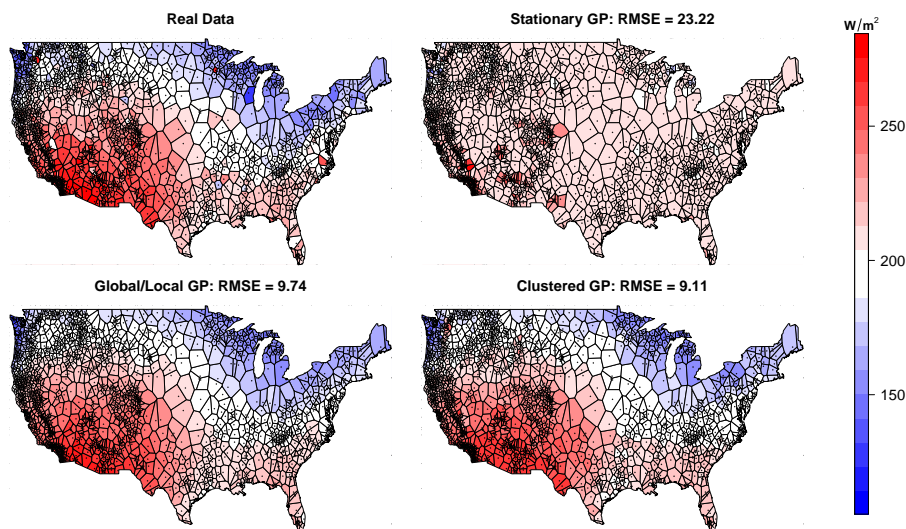 Real Data
Stationary GP: RMSE = 23.22
W/m²
250
200
150
Global/Local GP: RMSE = 9.74
Clustered GP: RMSE = 9.11